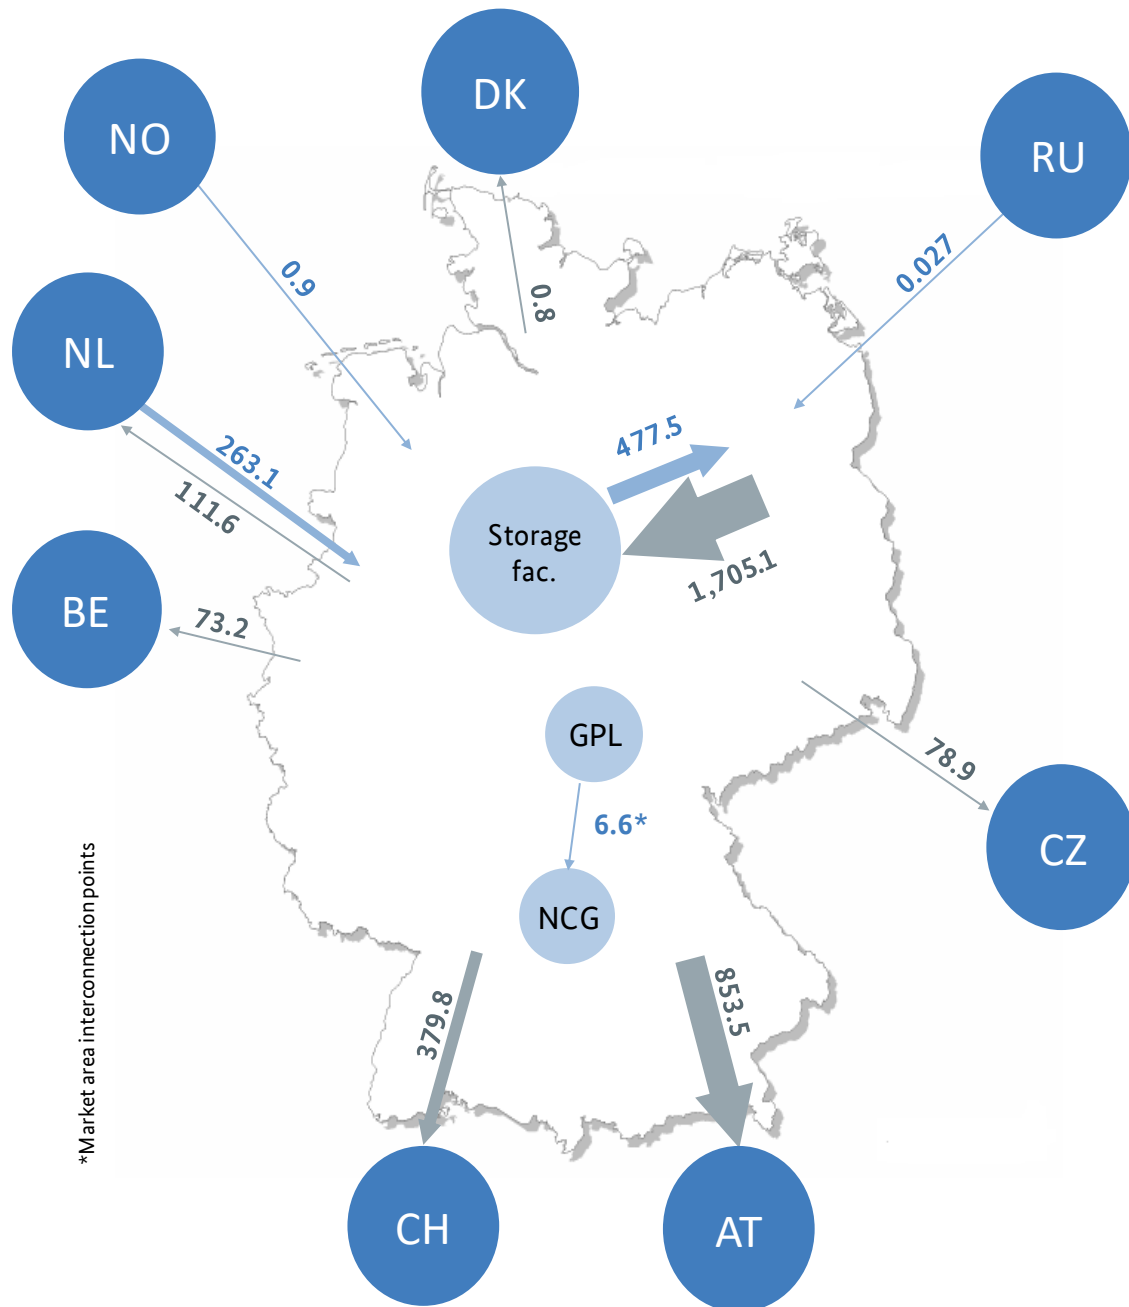 DK
NO
RU
0.9
0.8
0.027
NL
263.1
111.6
477.5
Storage
fac.
1,705.1
BE
73.2
GPL
78.9
6.6*
CZ
NCG
*Market area interconnection points
379.8
853.5
CH
AT